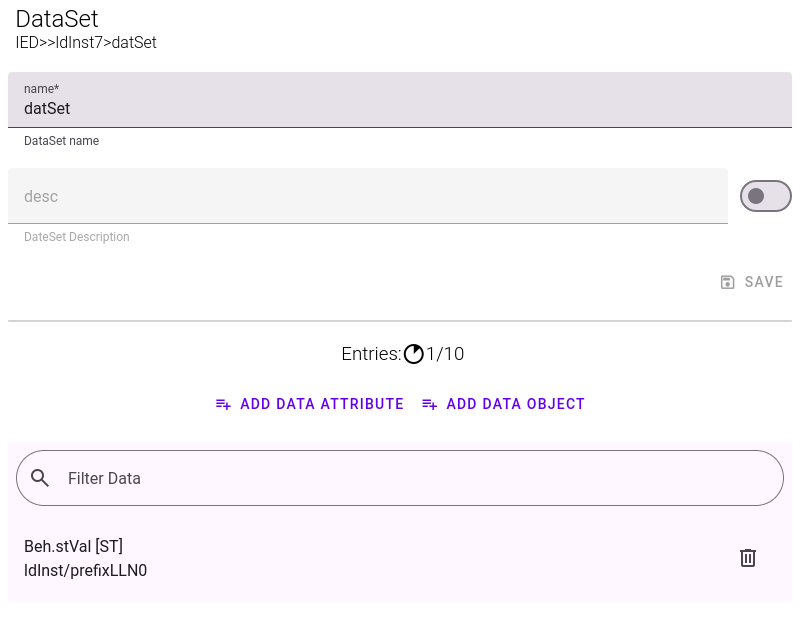 DataSet
IED>>ldInst7>datSet
name*
datSet
DataSet name
desc
DateSet Description
SAVE
Entries: 1/10
ADD DATA ATTRIBUTE ADD DATA OBJECT
Filter Data
Beh.stVal [ST]
ldInst/prefixLLN0